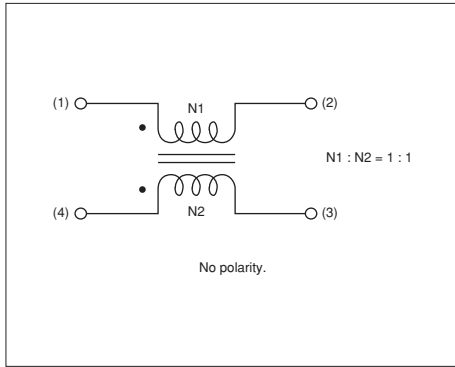 (1) N1 (2)
N1 : N2 = 1 : 1
(4) N2 (3)
No polarity.